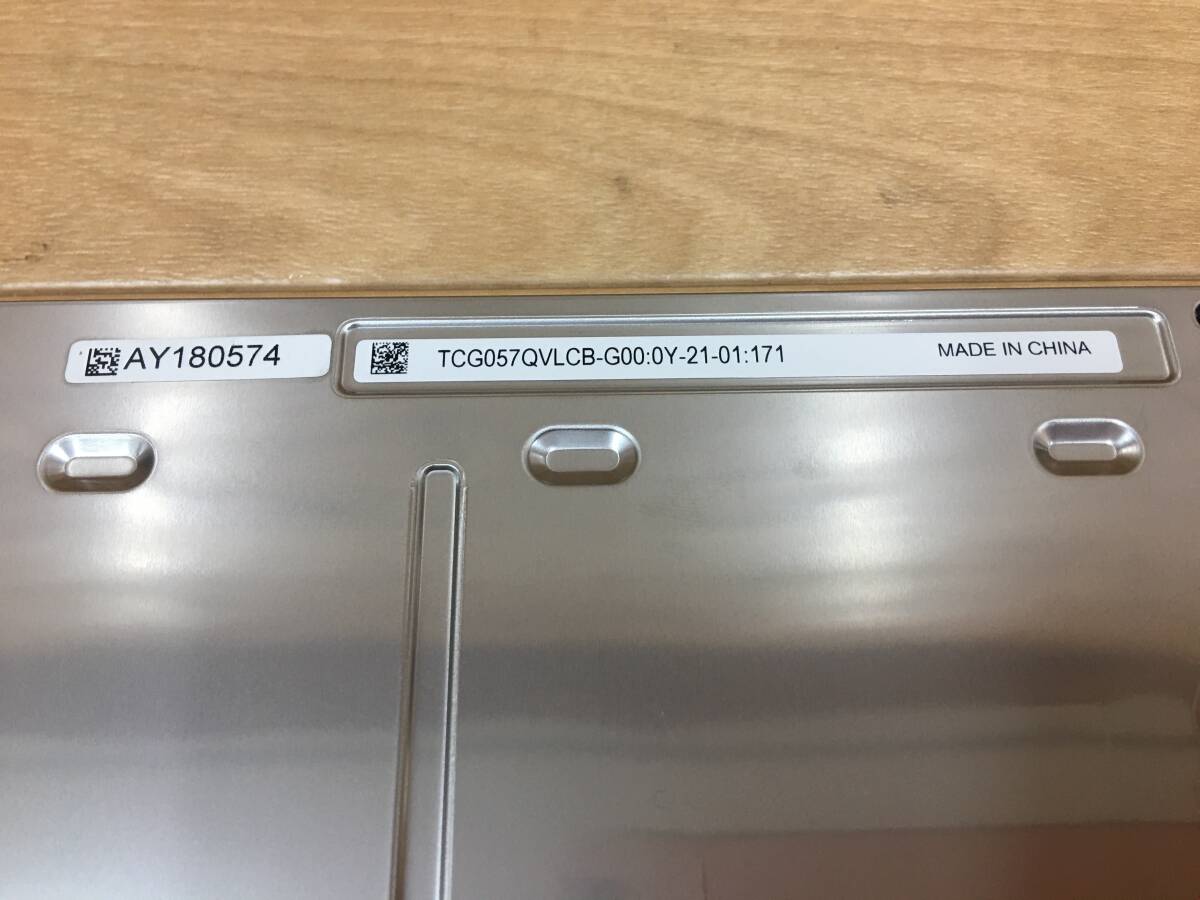 AY180574
TCG057QVLCB-G00:0Y-21-01:171
MADE IN CHINA